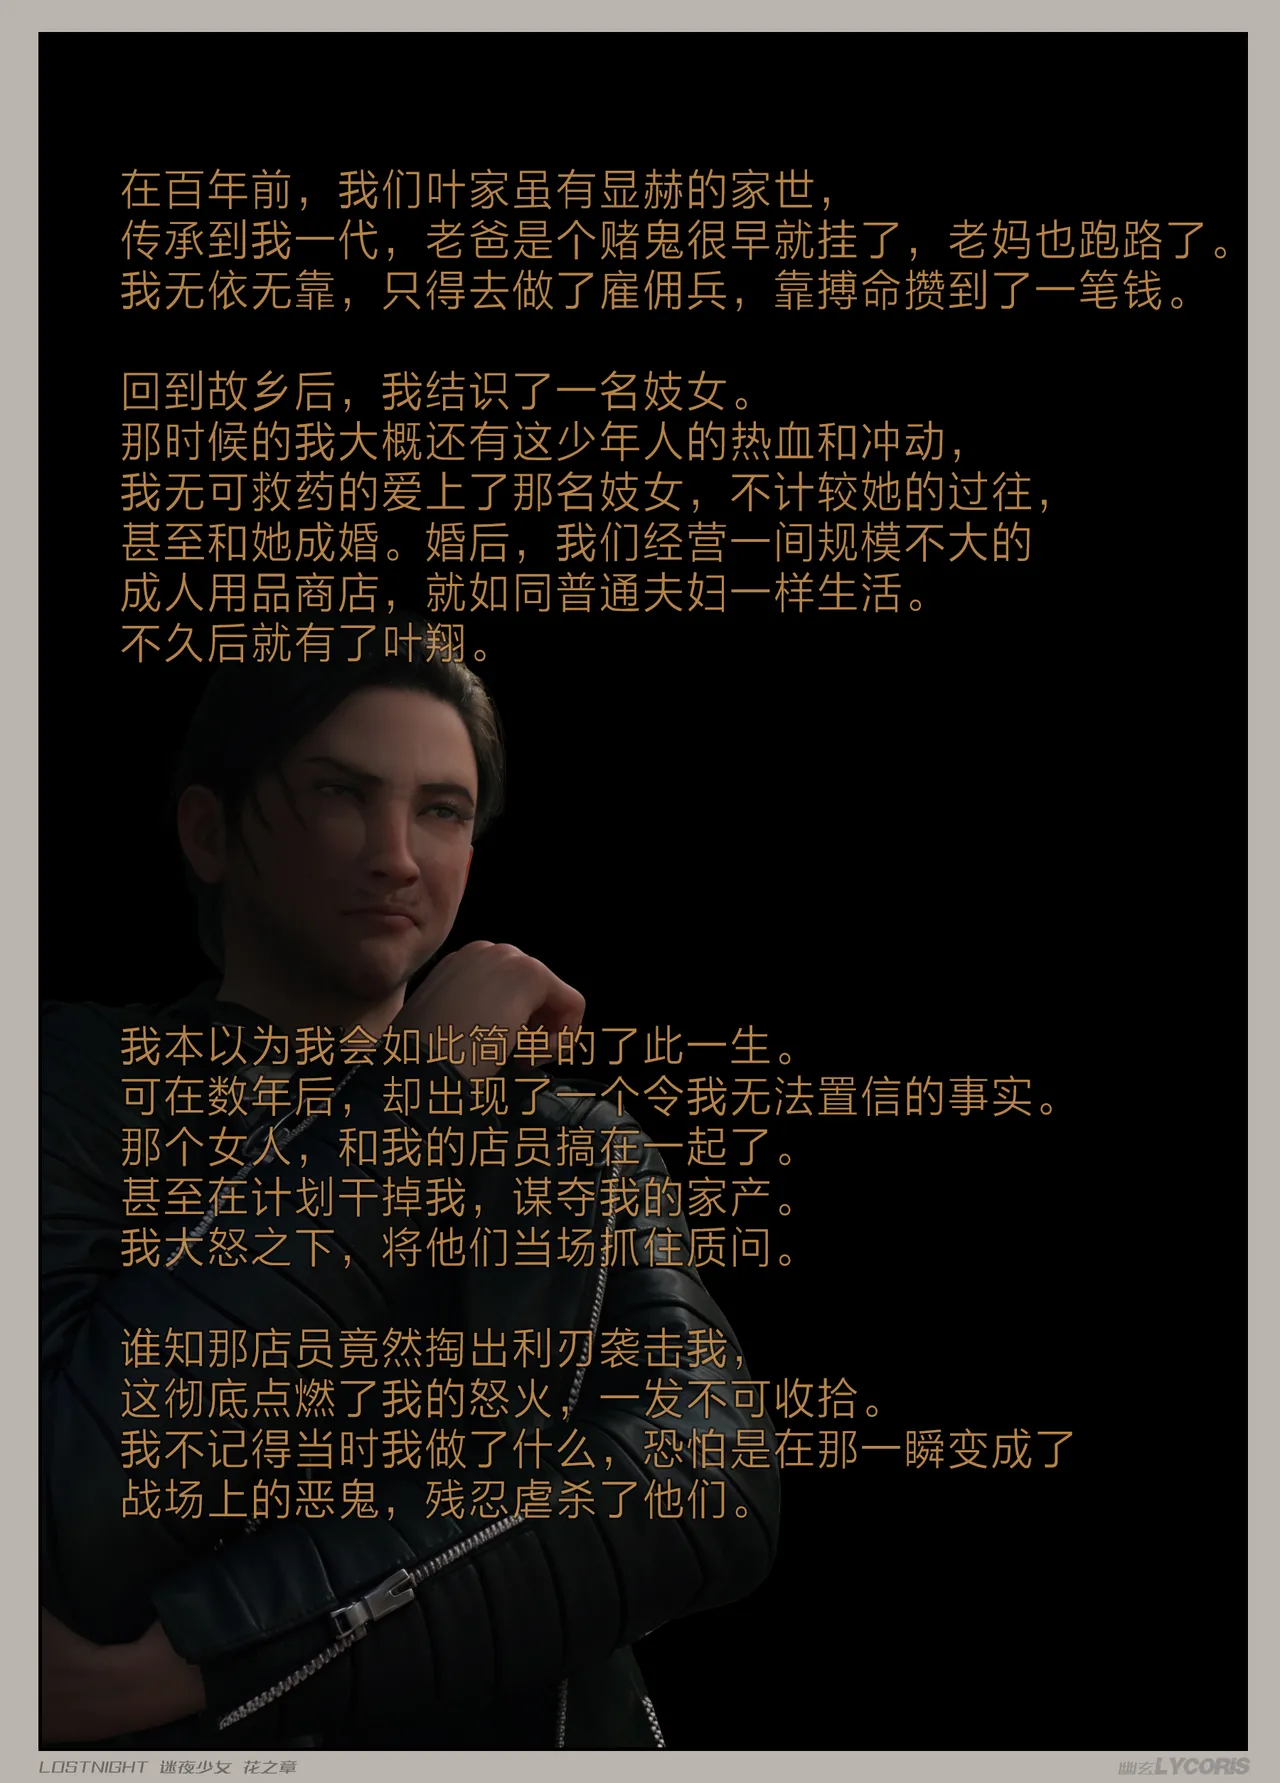 在百年前，我们叶家虽有显赫的家世，
传承到我一代，老爸是个赌鬼很早就挂了，老妈也跑路了。
我无依无靠，只得去做了雇佣兵，靠搏命攒到了一笔钱。
回到故乡后，我结识了一名妓女。
那时候的我大概还有这少年人的热血和冲动，
我无可救药的爱上了那名妓女，不计较她的过往，
甚至和她成婚。婚后，我们经营一间规模不大的
成人用品商店，就如同普通夫妇一样生活。
不久后就有了叶翔。
我本以为我会如此简单的了此一生。
可在数年后，却出现了一个令我无法置信的事实。
那个女人，和我的店员搞在一起了。
甚至在计划干掉我，谋夺我的家产。
我大怒之下，将他们当场抓住质问。
谁知那店员竟然掏出利刃袭击我，
这彻底点燃了我的怒火，一发不可收拾。
我不记得当时我做了什么，恐怕是在那一瞬变成了
战场上的恶鬼，残忍虐杀了他们。
LOSTNIGHT 迷夜少女 花之章
幽玄LYCORIS